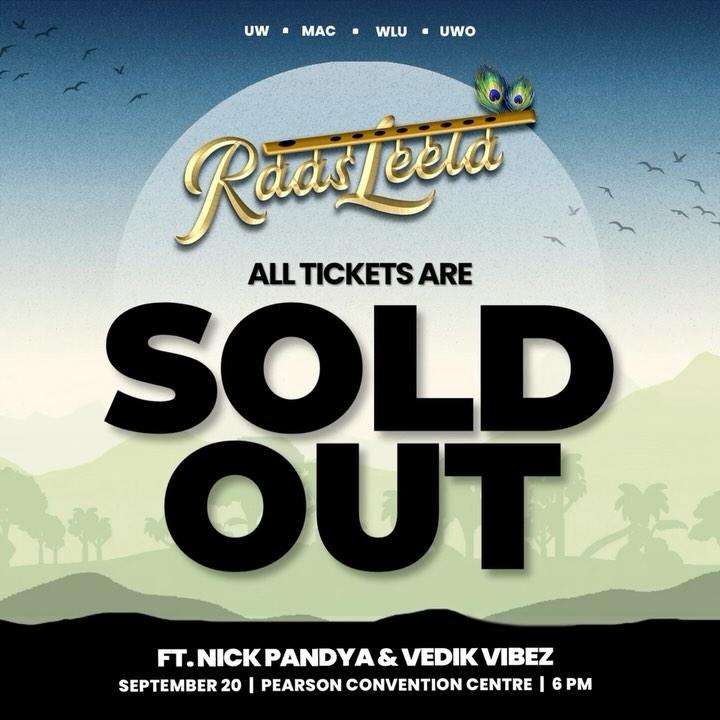 UW ▪ MAC ▪ WLU ▪ UWO
RaasLeela
ALL TICKETS ARE
SOLD
OUT
FT. NICK PANDYA & VEDIK VIBEZ
SEPTEMBER 20 | PEARSON CONVENTION CENTRE | 6 PM